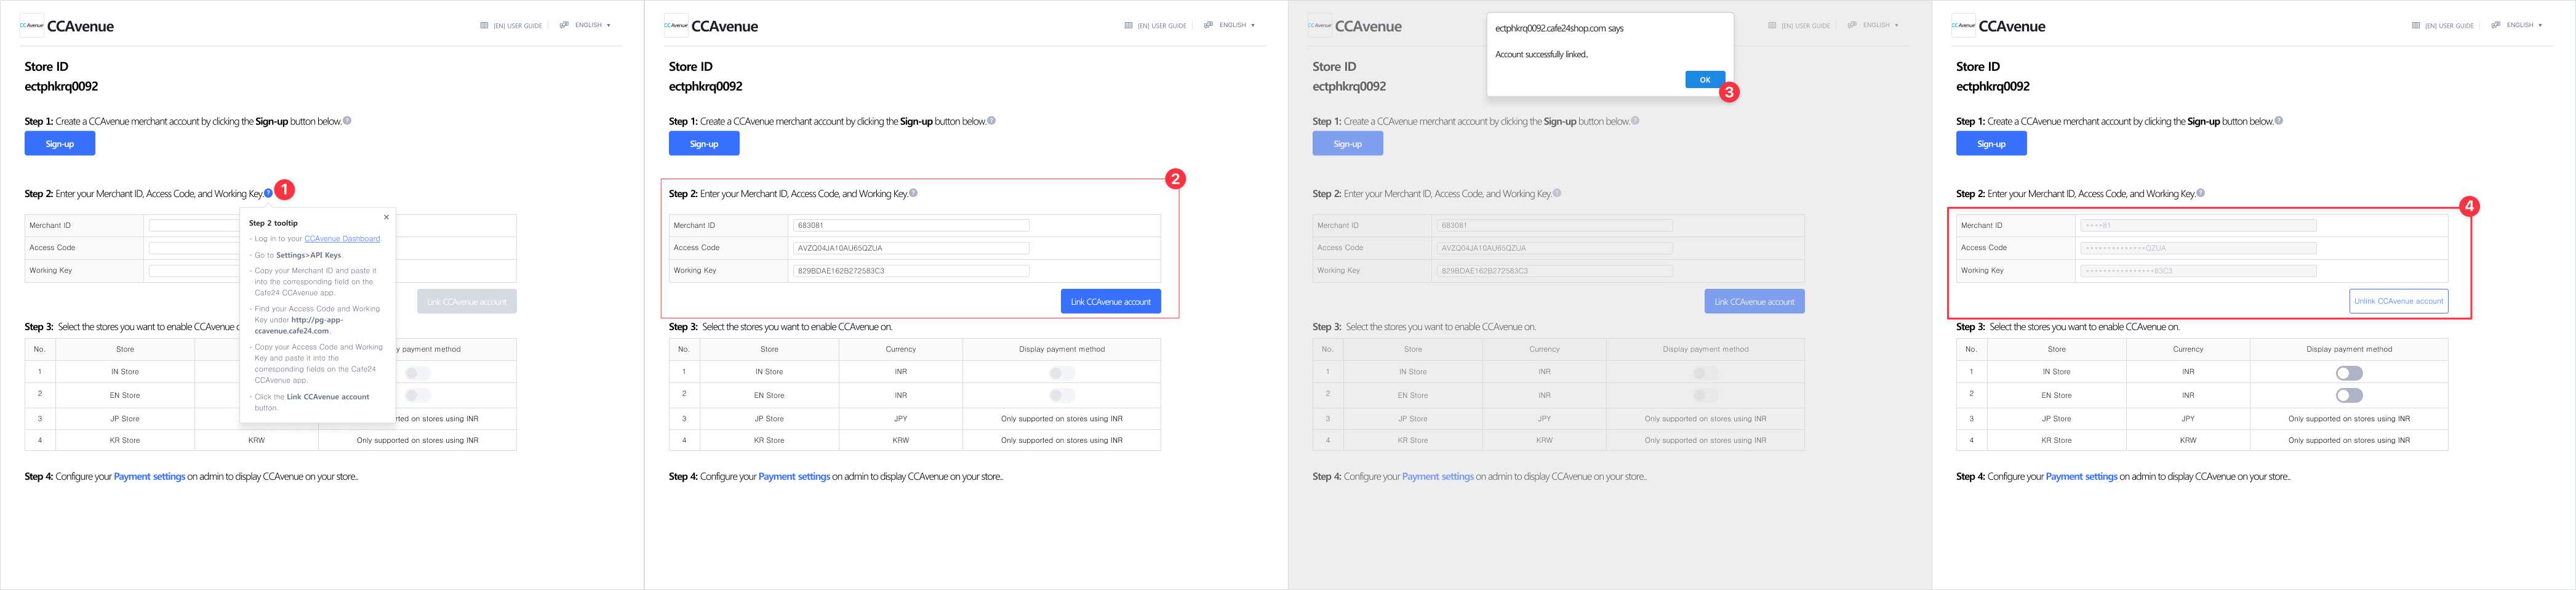 CCAvenue CCAvenue
[EN] USER GUIDE ENGLISH
Store ID
ectphkrq0092
Step 1: Create a CCAvenue merchant account by clicking the Sign-up button below. ?
Sign-up
Step 2: Enter your Merchant ID, Access Code, and Working Key. ? 1
Merchant ID
Access Code
Working Key
Step 2 tooltip
- Log in to your CCAvenue Dashboard.
- Go to Settings>API Keys.
- Copy your Merchant ID and paste it
into the corresponding field on the
Cafe24 CCAvenue app.
- Find your Access Code and Working
Key under http://pg-app-
ccavenue.cafe24.com.
- Copy your Access Code and Working
Key and paste it into the
corresponding fields on the Cafe24
CCAvenue app.
- Click the Link CCAvenue account
button.
Link CCAvenue account
Step 3: Select the stores you want to enable CCAvenue
No. Store payment method
1 IN Store
2 EN Store
3 JP Store orted on stores using INR
4 KR Store KRW Only supported on stores using INR
Step 4: Configure your Payment settings on admin to display CCAvenue on your store..
CCAvenue CCAvenue
[EN] USER GUIDE ENGLISH
Store ID
ectphkrq0092
Step 1: Create a CCAvenue merchant account by clicking the Sign-up button below. ?
Sign-up
2
Step 2: Enter your Merchant ID, Access Code, and Working Key. ?
Merchant ID 683081
Access Code AVZQ04JA10AU65QZUA
Working Key 829BDAE162B272583C3
Link CCAvenue account
Step 3: Select the stores you want to enable CCAvenue on.
No. Store Currency Display payment method
1 IN Store INR
2 EN Store INR
3 JP Store JPY Only supported on stores using INR
4 KR Store KRW Only supported on stores using INR
Step 4: Configure your Payment settings on admin to display CCAvenue on your store..
CCAvenue CCAvenue
[EN] USER GUIDE ENGLISH
ectphkrq0092.cafe24shop.com says
Account successfully linked..
OK
3
Store ID
ectphkrq0092
Step 1: Create a CCAvenue merchant account by clicking the Sign-up button below. ?
Sign-up
Step 2: Enter your Merchant ID, Access Code, and Working Key. ?
Merchant ID 683081
Access Code AVZQ04JA10AU65QZUA
Working Key 829BDAE162B272583C3
Link CCAvenue account
Step 3: Select the stores you want to enable CCAvenue on.
No. Store Currency Display payment method
1 IN Store INR
2 EN Store INR
3 JP Store JPY Only supported on stores using INR
4 KR Store KRW Only supported on stores using INR
Step 4: Configure your Payment settings on admin to display CCAvenue on your store..
CCAvenue CCAvenue
[EN] USER GUIDE ENGLISH
Store ID
ectphkrq0092
Step 1: Create a CCAvenue merchant account by clicking the Sign-up button below. ?
Sign-up
Step 2: Enter your Merchant ID, Access Code, and Working Key. ?
4
Merchant ID ****81
Access Code **************QZUA
Working Key ****************83C3
Unlink CCAvenue account
Step 3: Select the stores you want to enable CCAvenue on.
No. Store Currency Display payment method
1 IN Store INR
2 EN Store INR
3 JP Store JPY Only supported on stores using INR
4 KR Store KRW Only supported on stores using INR
Step 4: Configure your Payment settings on admin to display CCAvenue on your store..